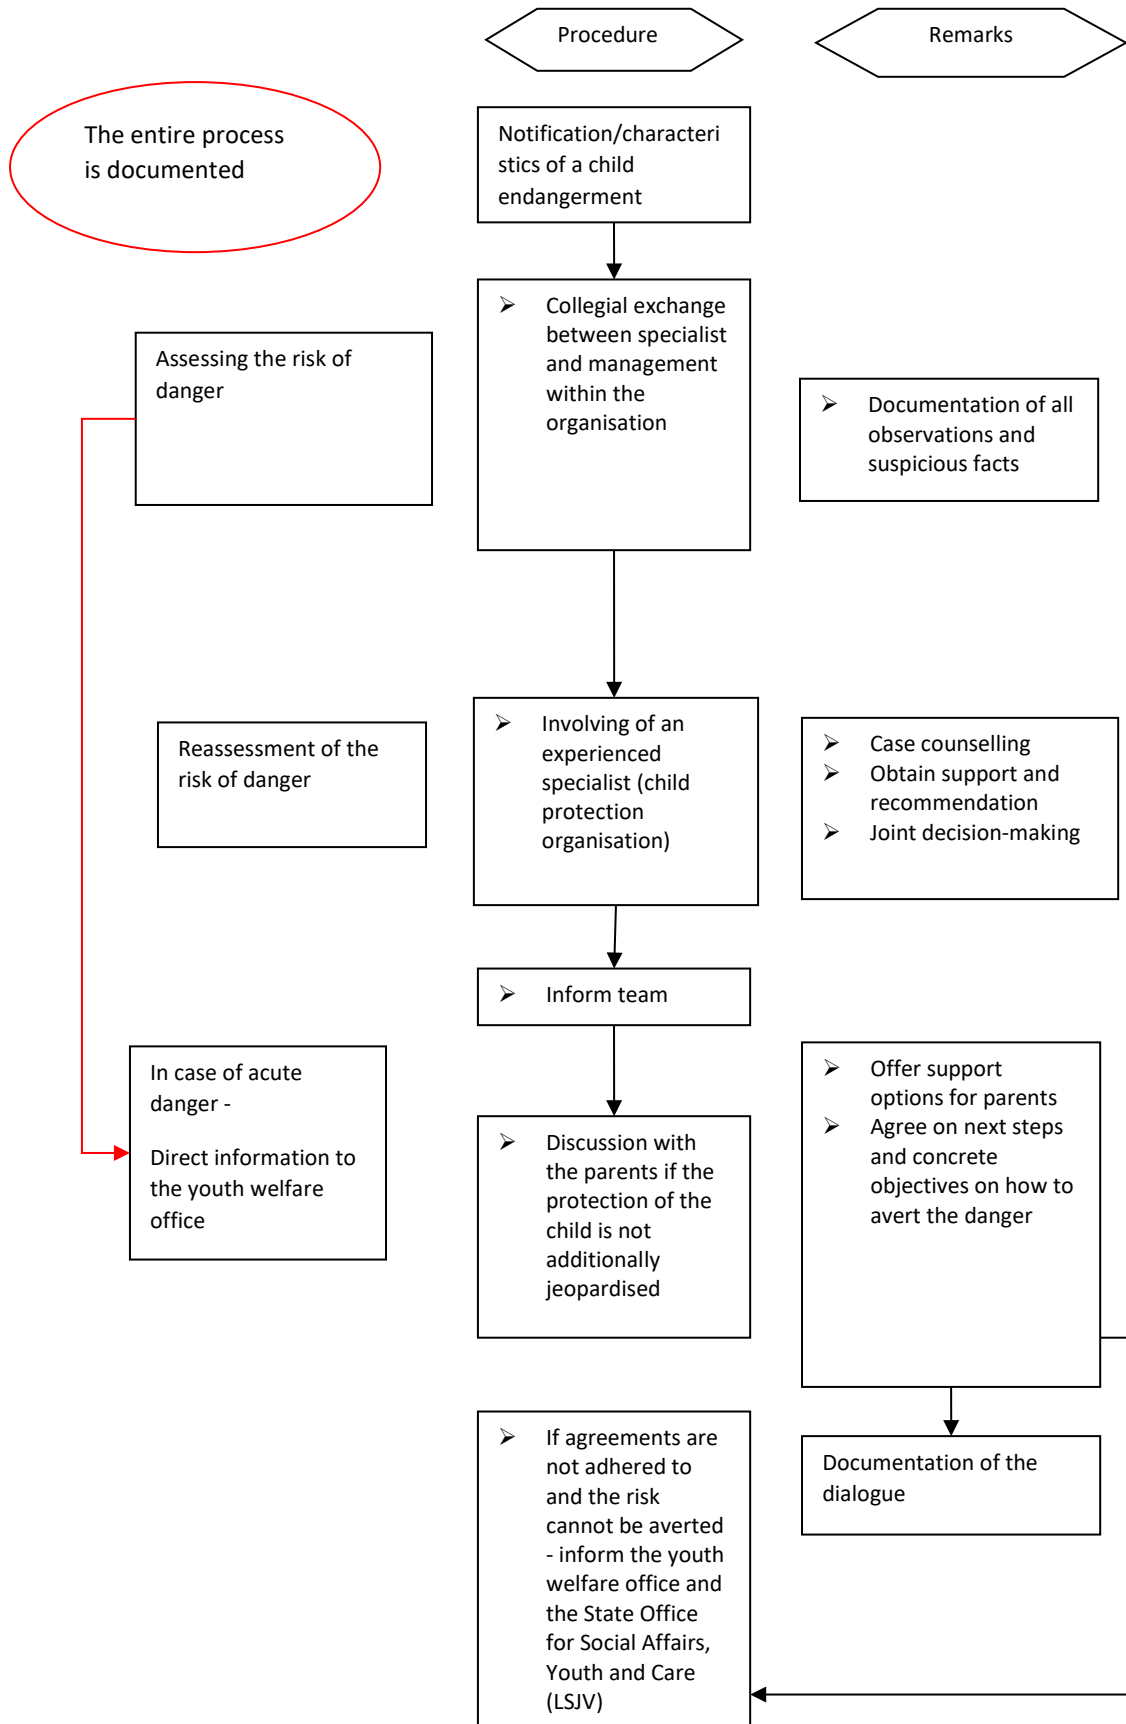 Procedure
Remarks
The entire process
is documented
Notification/characteri
stics of a child
endangerment
➢ Collegial exchange
between specialist
and management
within the
organisation
Assessing the risk of
danger
➢ Documentation of all
observations and
suspicious facts
➢ Involving of an
experienced
specialist (child
protection
organisation)
Reassessment of the
risk of danger
➢ Case counselling
➢ Obtain support and
recommendation
➢ Joint decision-making
➢ Inform team
In case of acute
danger -
Direct information to
the youth welfare
office
➢ Discussion with
the parents if the
protection of the
child is not
additionally
jeopardised
➢ Offer support
options for parents
➢ Agree on next steps
and concrete
objectives on how to
avert the danger
➢ If agreements are
not adhered to
and the risk
cannot be averted
- inform the youth
welfare office and
the State Office
for Social Affairs,
Youth and Care
(LSJV)
Documentation of the
dialogue